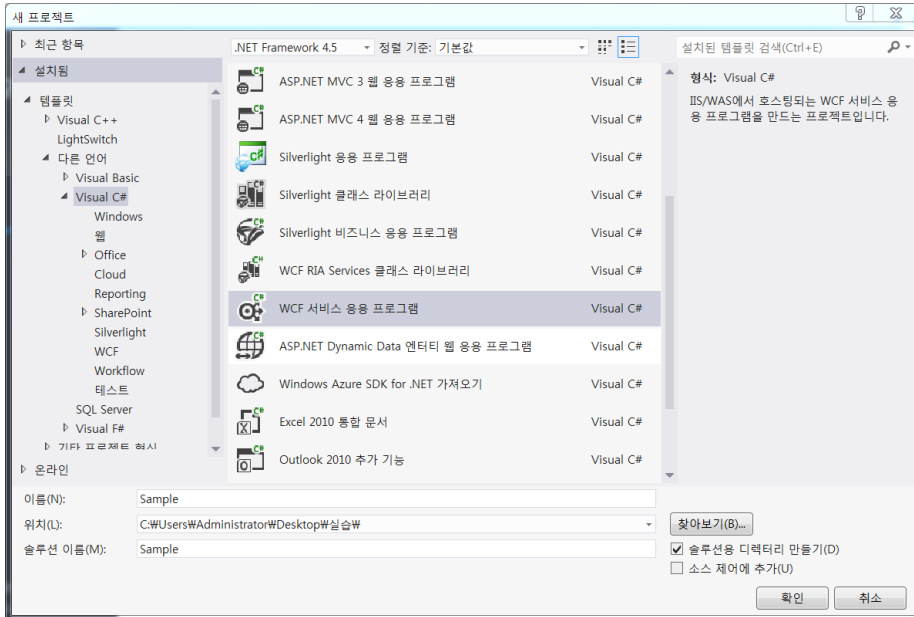 새 프로젝트
최근 항목
.NET Framework 4.5 정렬 기준: 기본값
설치된 템플릿 검색(Ctrl+E)
설치됨
템플릿
Visual C++
LightSwitch
다른 언어
Visual Basic
Visual C#
Windows
웹
Office
Cloud
Reporting
SharePoint
Silverlight
WCF
Workflow
테스트
SQL Server
Visual F#
기타 프로젝트 형식
온라인
ASP.NET MVC 3 웹 응용 프로그램 Visual C#
ASP.NET MVC 4 웹 응용 프로그램 Visual C#
Silverlight 응용 프로그램 Visual C#
Silverlight 클래스 라이브러리 Visual C#
Silverlight 비즈니스 응용 프로그램 Visual C#
WCF RIA Services 클래스 라이브러리 Visual C#
WCF 서비스 응용 프로그램 Visual C#
ASP.NET Dynamic Data 엔터티 웹 응용 프로그램 Visual C#
Windows Azure SDK for .NET 가져오기 Visual C#
Excel 2010 통합 문서 Visual C#
Outlook 2010 추가 기능 Visual C#
형식: Visual C#
IIS/WAS에서 호스팅되는 WCF 서비스 응
용 프로그램을 만드는 프로젝트입니다.
이름(N): Sample
위치(L): C:₩Users₩Administrator₩Desktop₩실습₩
찾아보기(B)...
솔루션 이름(M): Sample
솔루션용 디렉터리 만들기(D)
소스 제어에 추가(U)
확인 취소